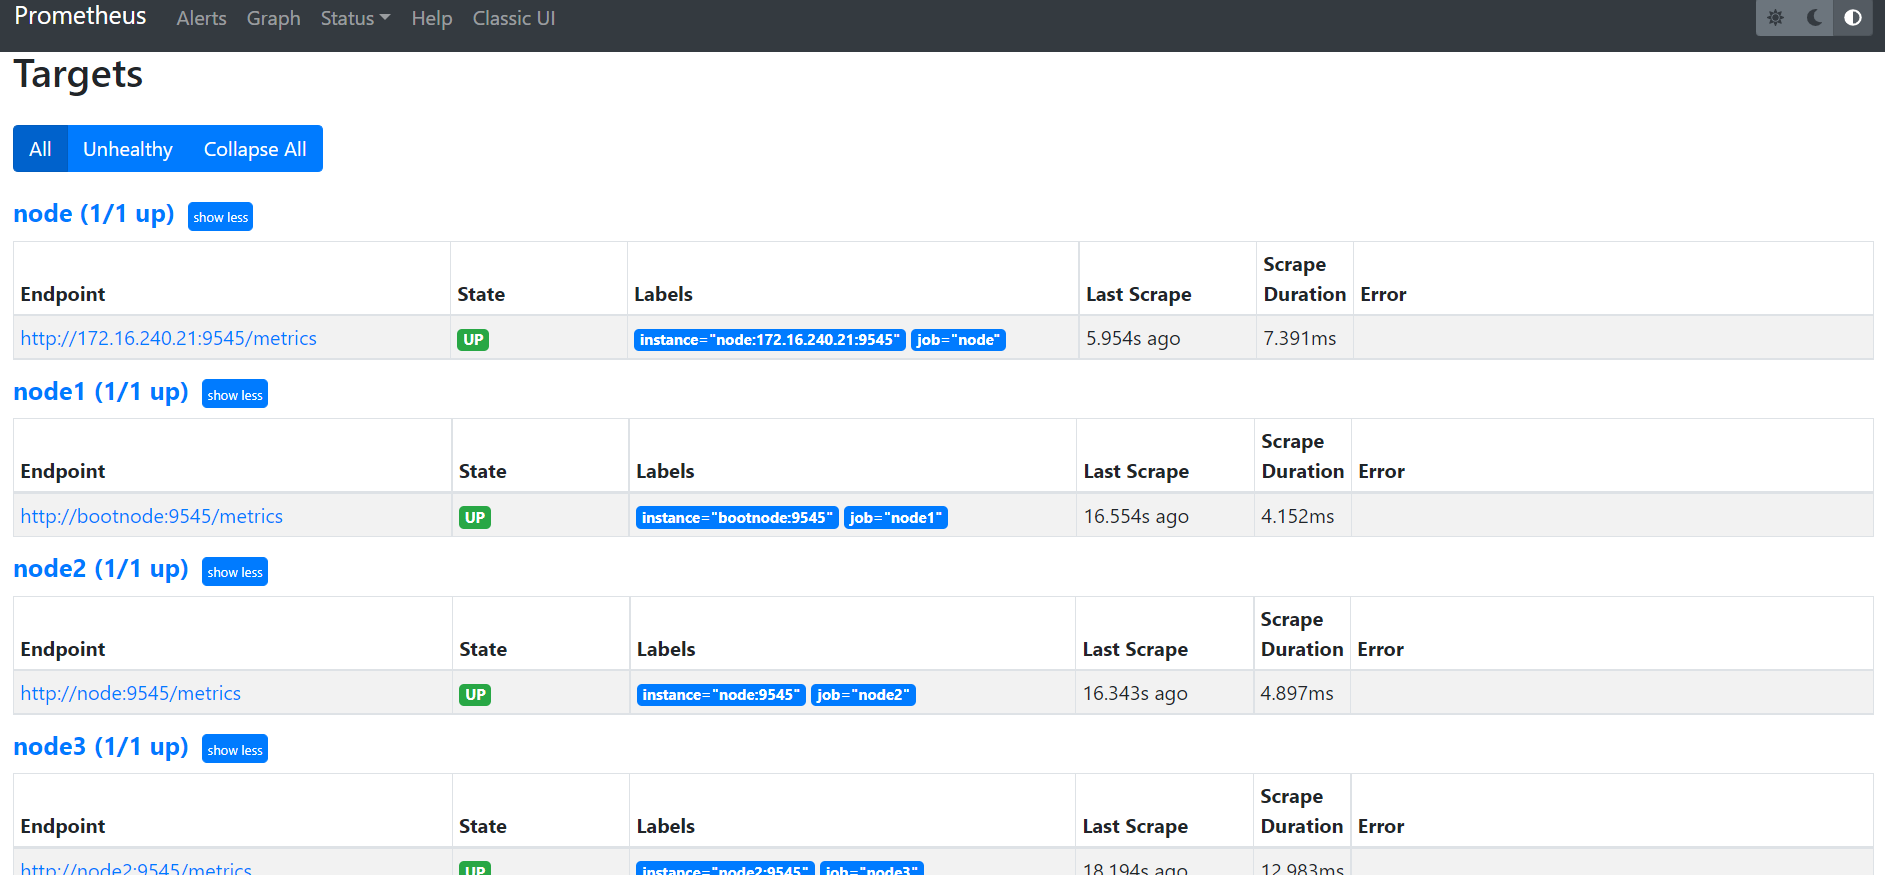 Prometheus Alerts Graph Status Help Classic UI
Targets
All Unhealthy Collapse All
node (1/1 up) show less
Endpoint State Labels Last Scrape Scrape Duration Error
http://172.16.240.21:9545/metrics UP instance="node:172.16.240.21:9545" job="node" 5.954s ago 7.391ms
node1 (1/1 up) show less
Endpoint State Labels Last Scrape Scrape Duration Error
http://bootnode:9545/metrics UP instance="bootnode:9545" job="node1" 16.554s ago 4.152ms
node2 (1/1 up) show less
Endpoint State Labels Last Scrape Scrape Duration Error
http://node:9545/metrics UP instance="node:9545" job="node2" 16.343s ago 4.897ms
node3 (1/1 up) show less
Endpoint State Labels Last Scrape Scrape Duration Error
http://node2:9545/metrics UP instance="node2:9545" job="node3" 18.194s ago 12.983ms